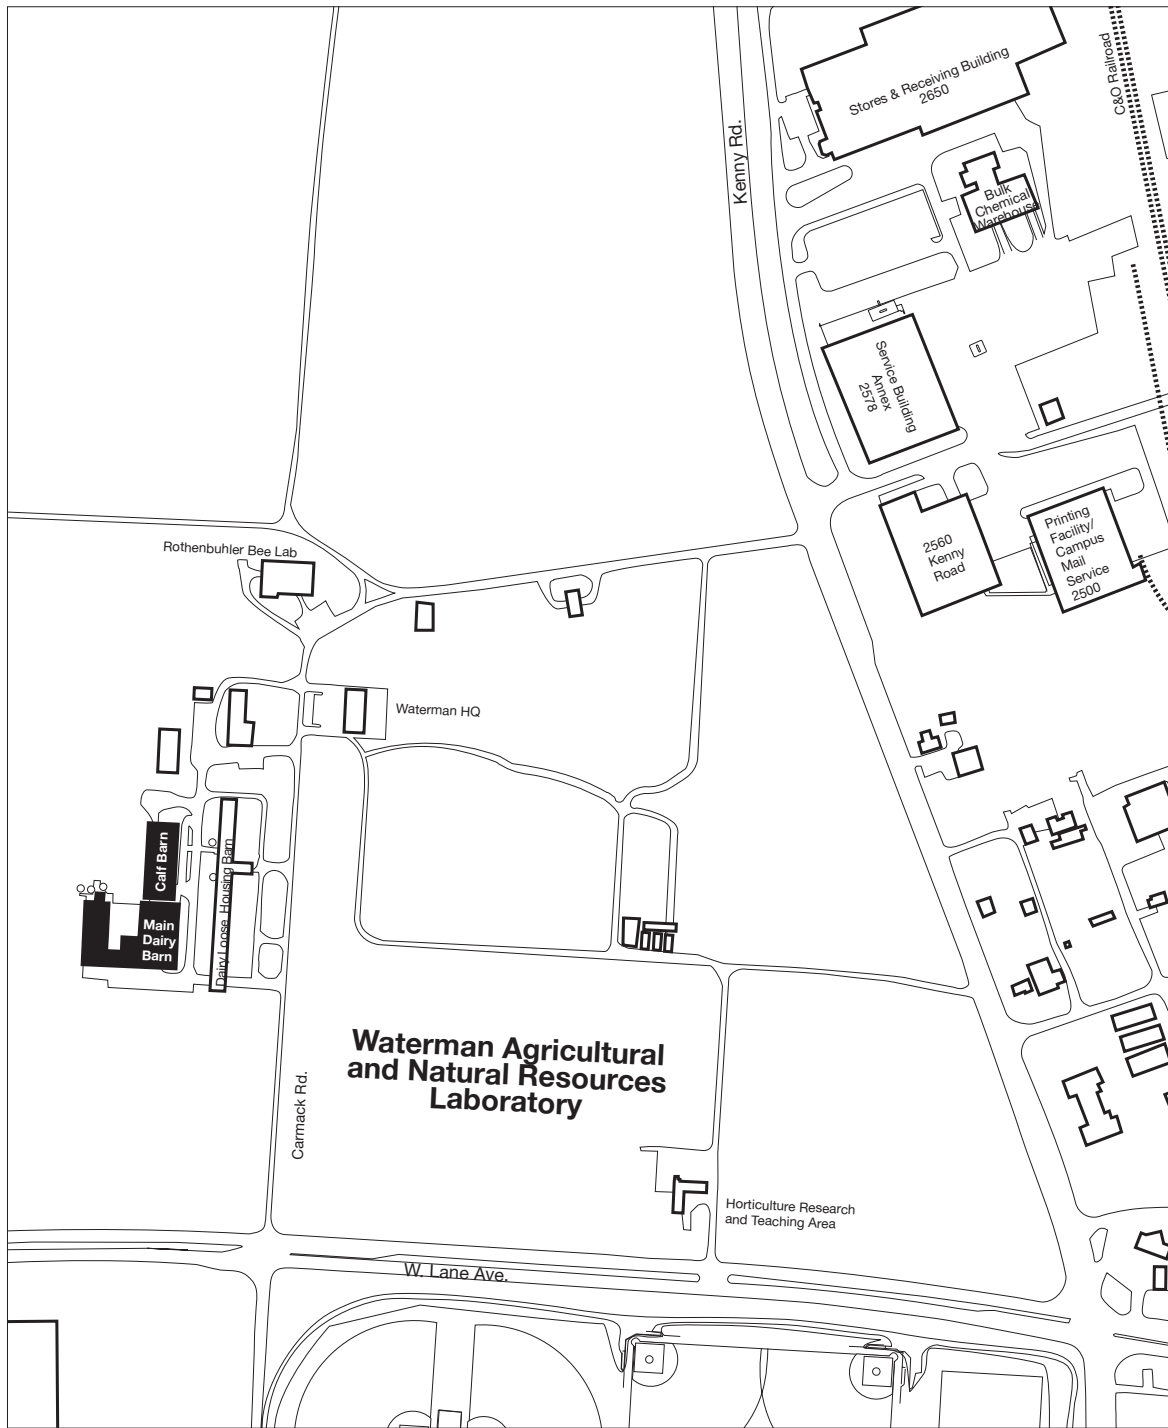 Stores & Receiving Building
2650
C&O Railroad
Kenny Rd.
Bulk
Chemical
Warehouse
Service Building
Annex
2578
2560
Kenny
Road
Printing
Facility/
Campus
Mail
Service
2500
Rothenbuhler Bee Lab
Waterman HQ
Calf Barn
Dairy Loose Housing Barn
Main
Dairy
Barn
Waterman Agricultural
and Natural Resources
Laboratory
Carmack Rd.
Horticulture Research
and Teaching Area
W. Lane Ave.